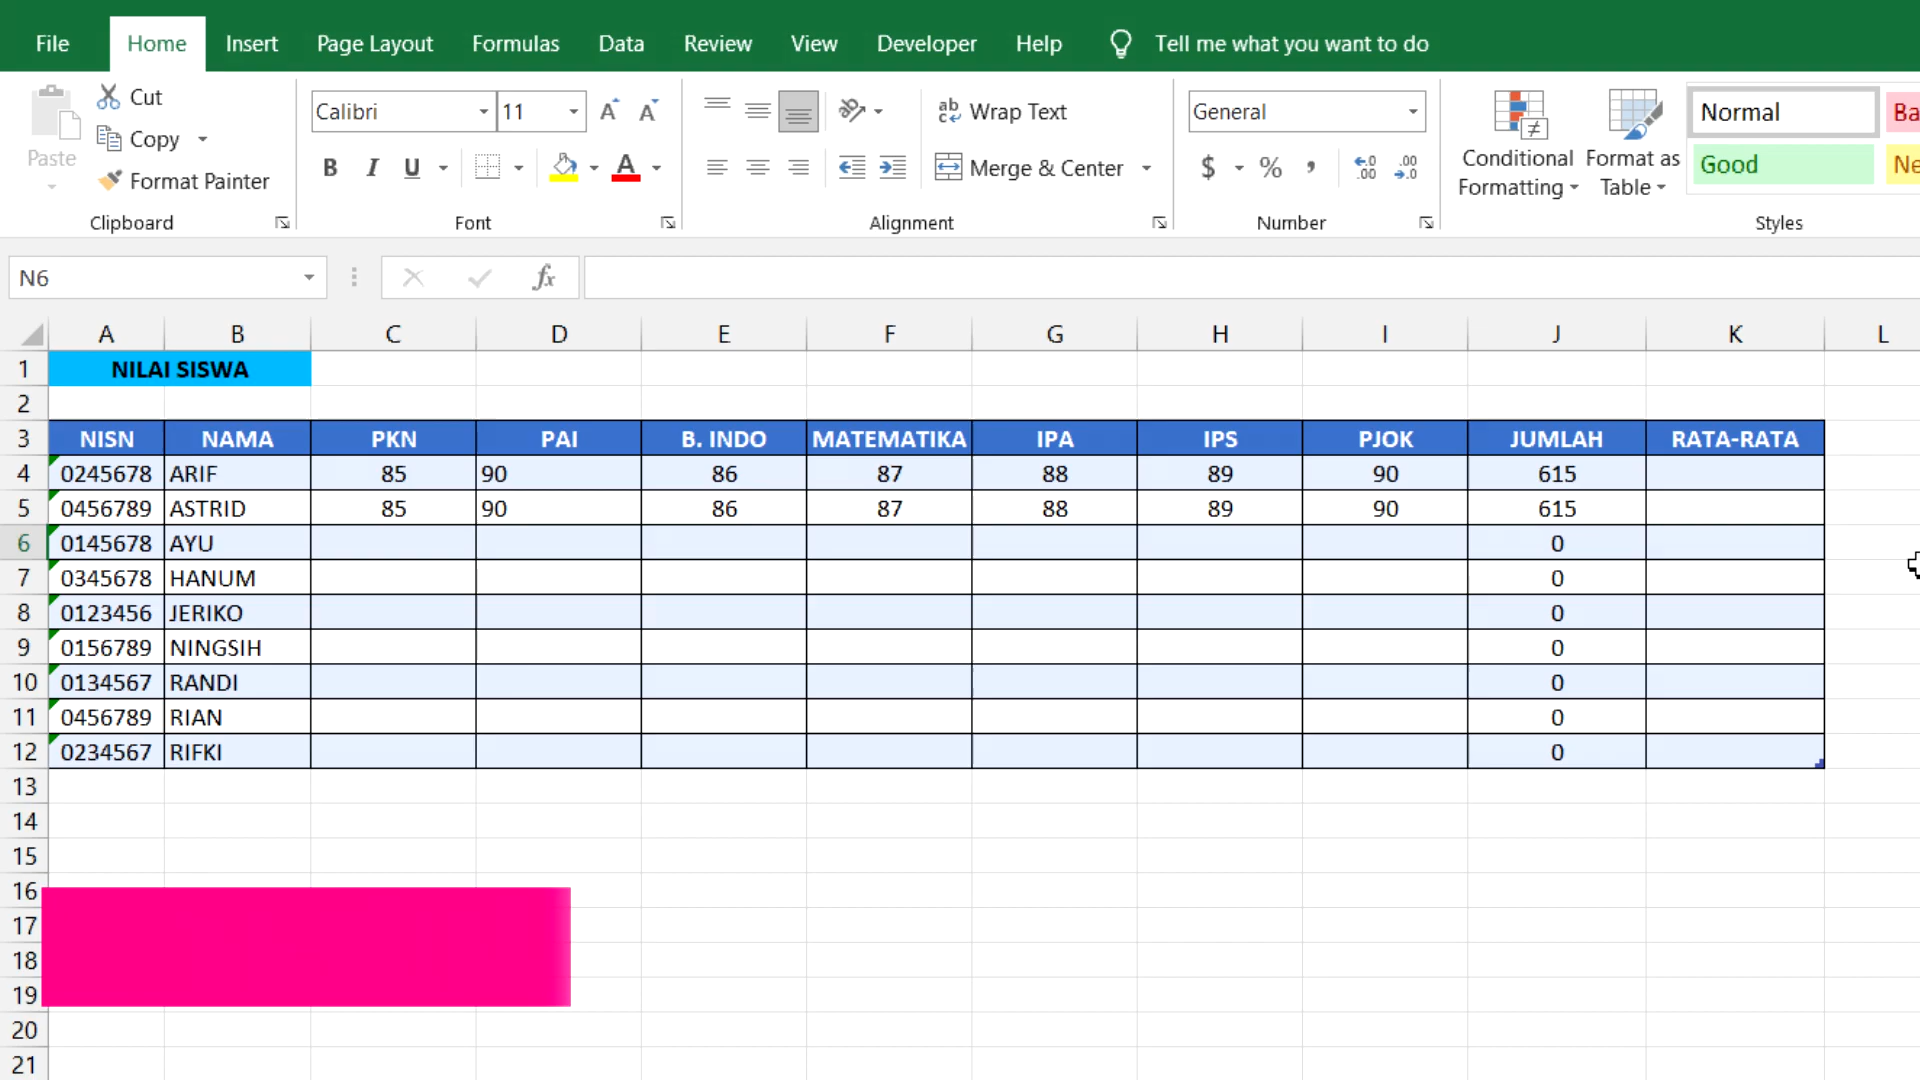 File Home Insert Page Layout Formulas Data Review View Developer Help Tell me what you want to do
Paste
Cut
Copy
Format Painter
Clipboard
Calibri 11 A A
B I U A
Font
ab Wrap Text
Merge & Center
Alignment
General
$ % , .00 .00
Number
Conditional Formatting
Format as Table
Normal Ba
Good Ne
Styles
N6 fx
A B C D E F G H I J K L
1 NILAI SISWA
2
3 NISN NAMA PKN PAI B. INDO MATEMATIKA IPA IPS PJOK JUMLAH RATA-RATA
4 0245678 ARIF 85 90 86 87 88 89 90 615
5 0456789 ASTRID 85 90 86 87 88 89 90 615
6 0145678 AYU 0
7 0345678 HANUM 0
8 0123456 JERIKO 0
9 0156789 NINGSIH 0
10 0134567 RANDI 0
11 0456789 RIAN 0
12 0234567 RIFKI 0
13
14
15
16
17
18
19
20
21